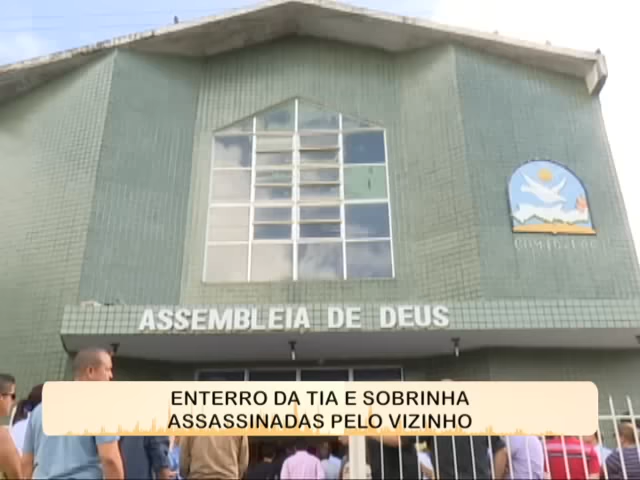 ASSEMBLEIA DE DEUS
ENTERRO DA TIA E SOBRINHA
ASSASSINADAS PELO VIZINHO